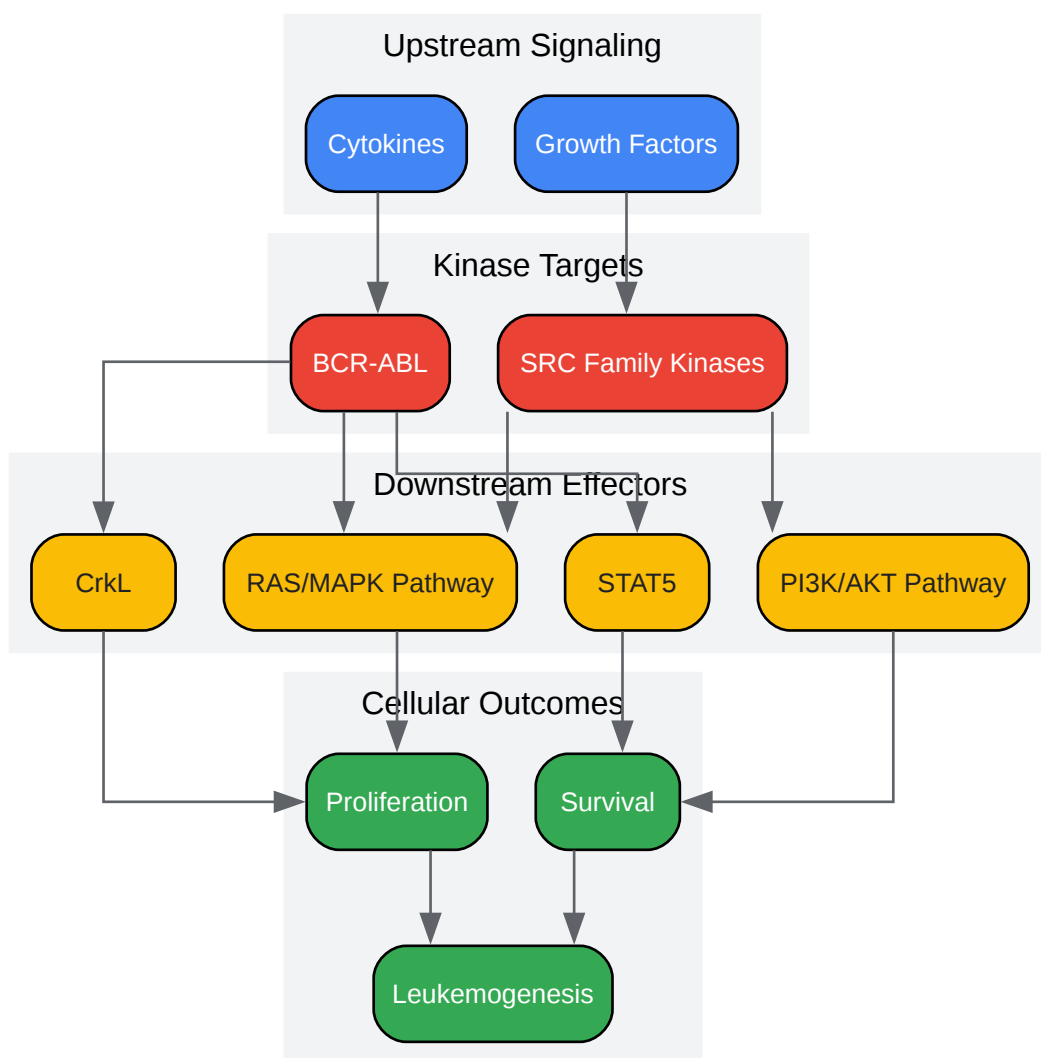 Upstream Signaling
Cytokines
Growth Factors
Kinase Targets
BCR-ABL
SRC Family Kinases
Downstream Effectors
CrkL
RAS/MAPK Pathway
STAT5
PI3K/AKT Pathway
Cellular Outcomes
Proliferation
Survival
Leukemogenesis